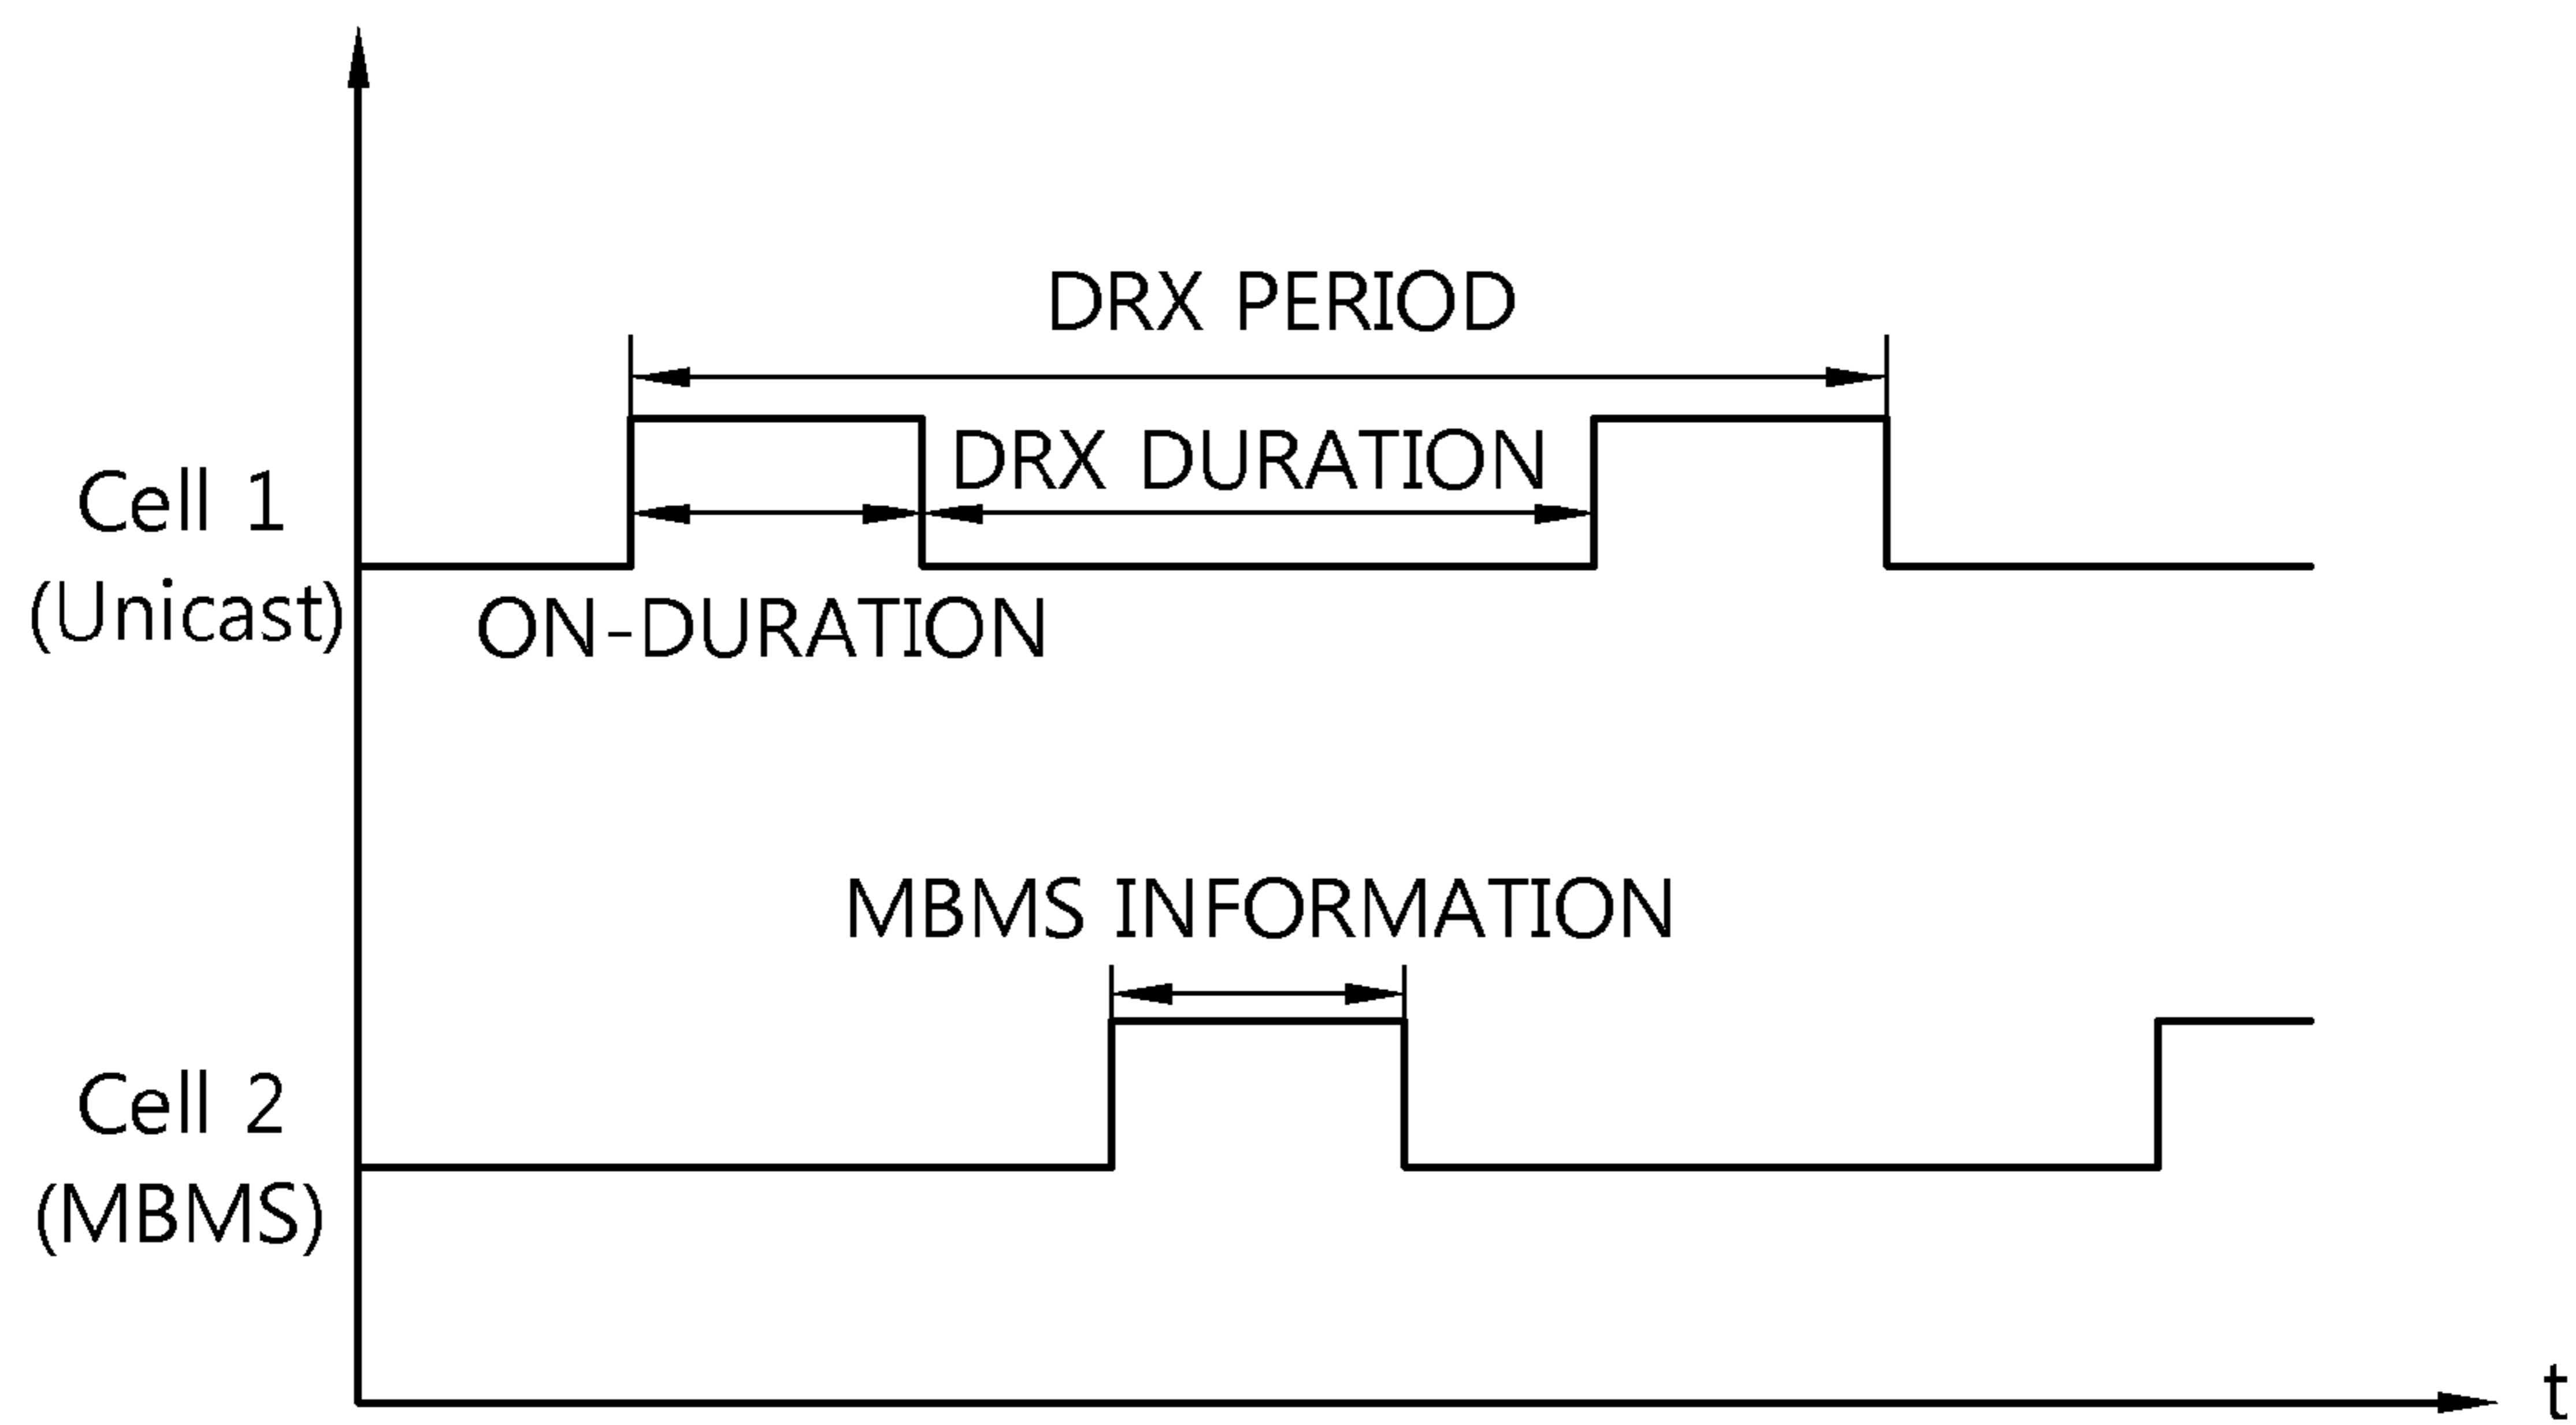 DRX PERIOD
DRX DURATION
Cell 1
(Unicast)
ON-DURATION
MBMS INFORMATION
Cell 2
(MBMS)
t